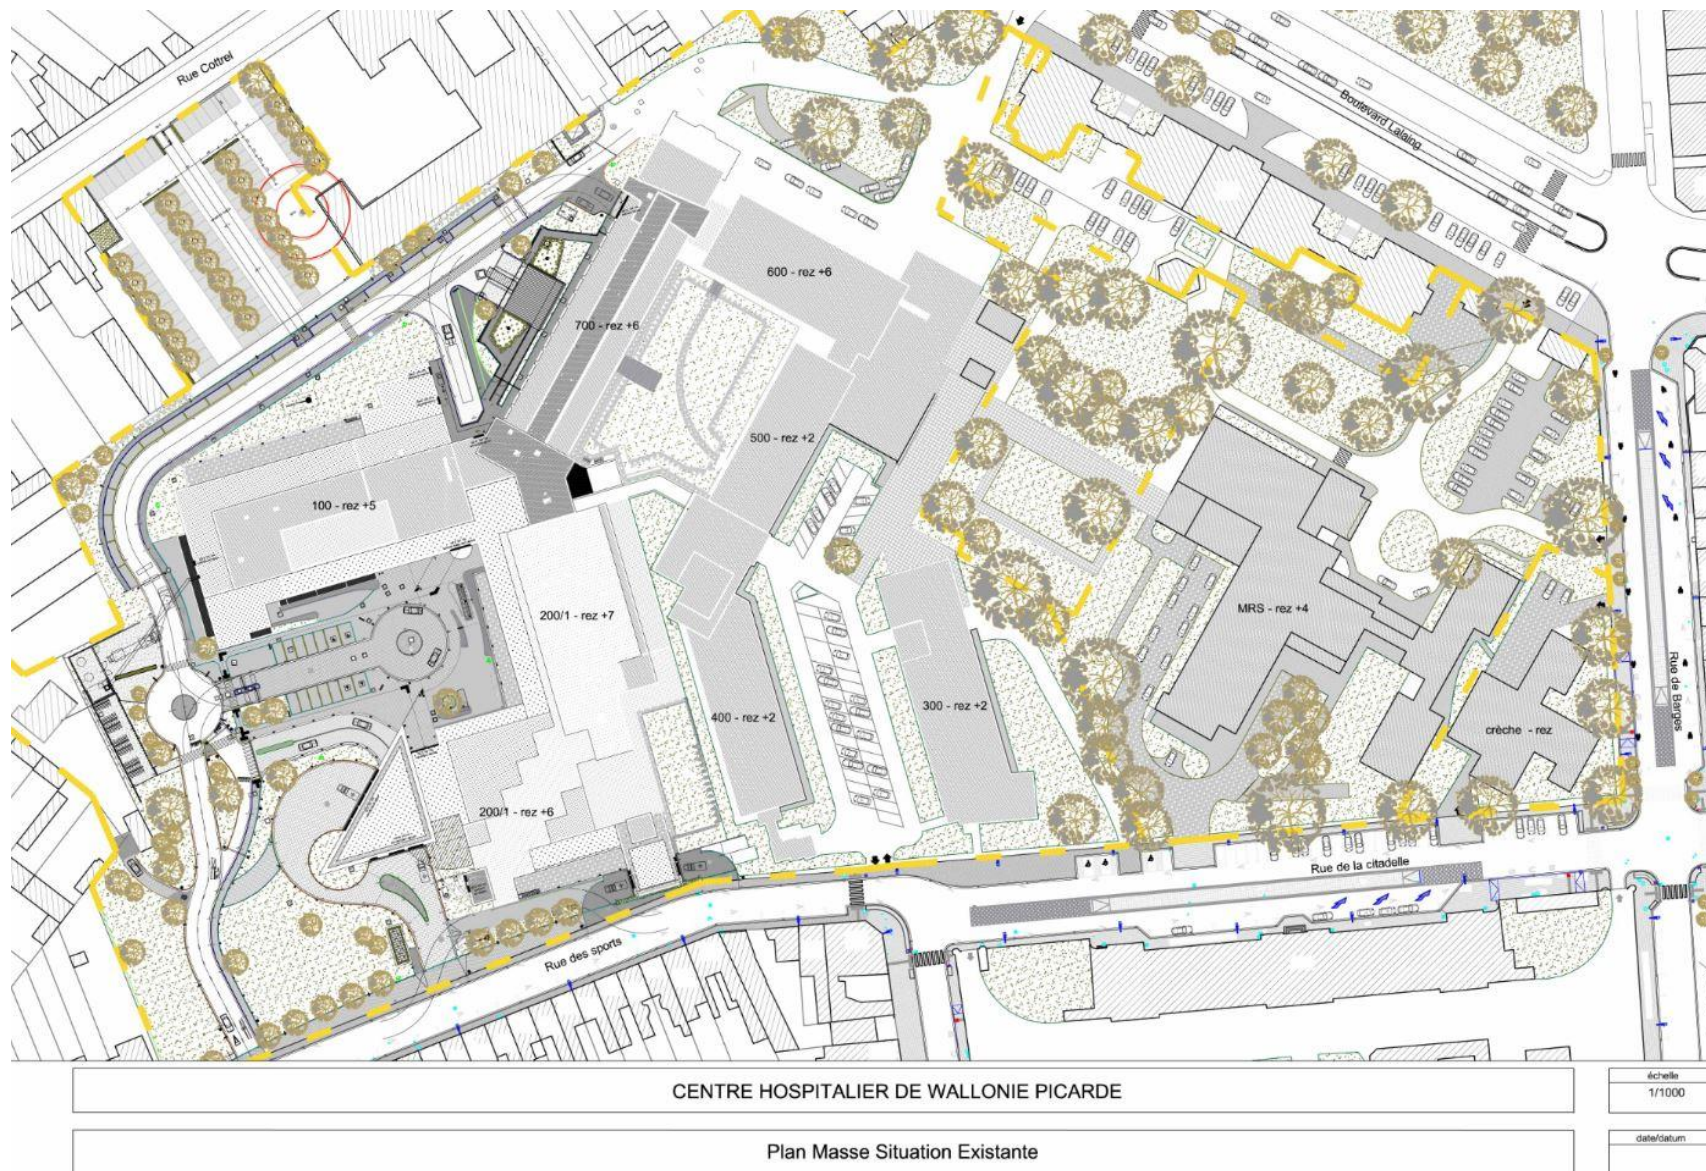 Rue Cottrel
Boulevard Lalaing
600 - rez +6
700 - rez +6
500 - rez +2
100 - rez +5
200/1 - rez +7
MRS - rez +4
400 - rez +2
300 - rez +2
crèche - rez
Rue de Barges
200/1 - rez +6
Rue de la citadelle
Rue des sports
CENTRE HOSPITALIER DE WALLONIE PICARDE
échelle
1/1000
Plan Masse Situation Existante
date/datum